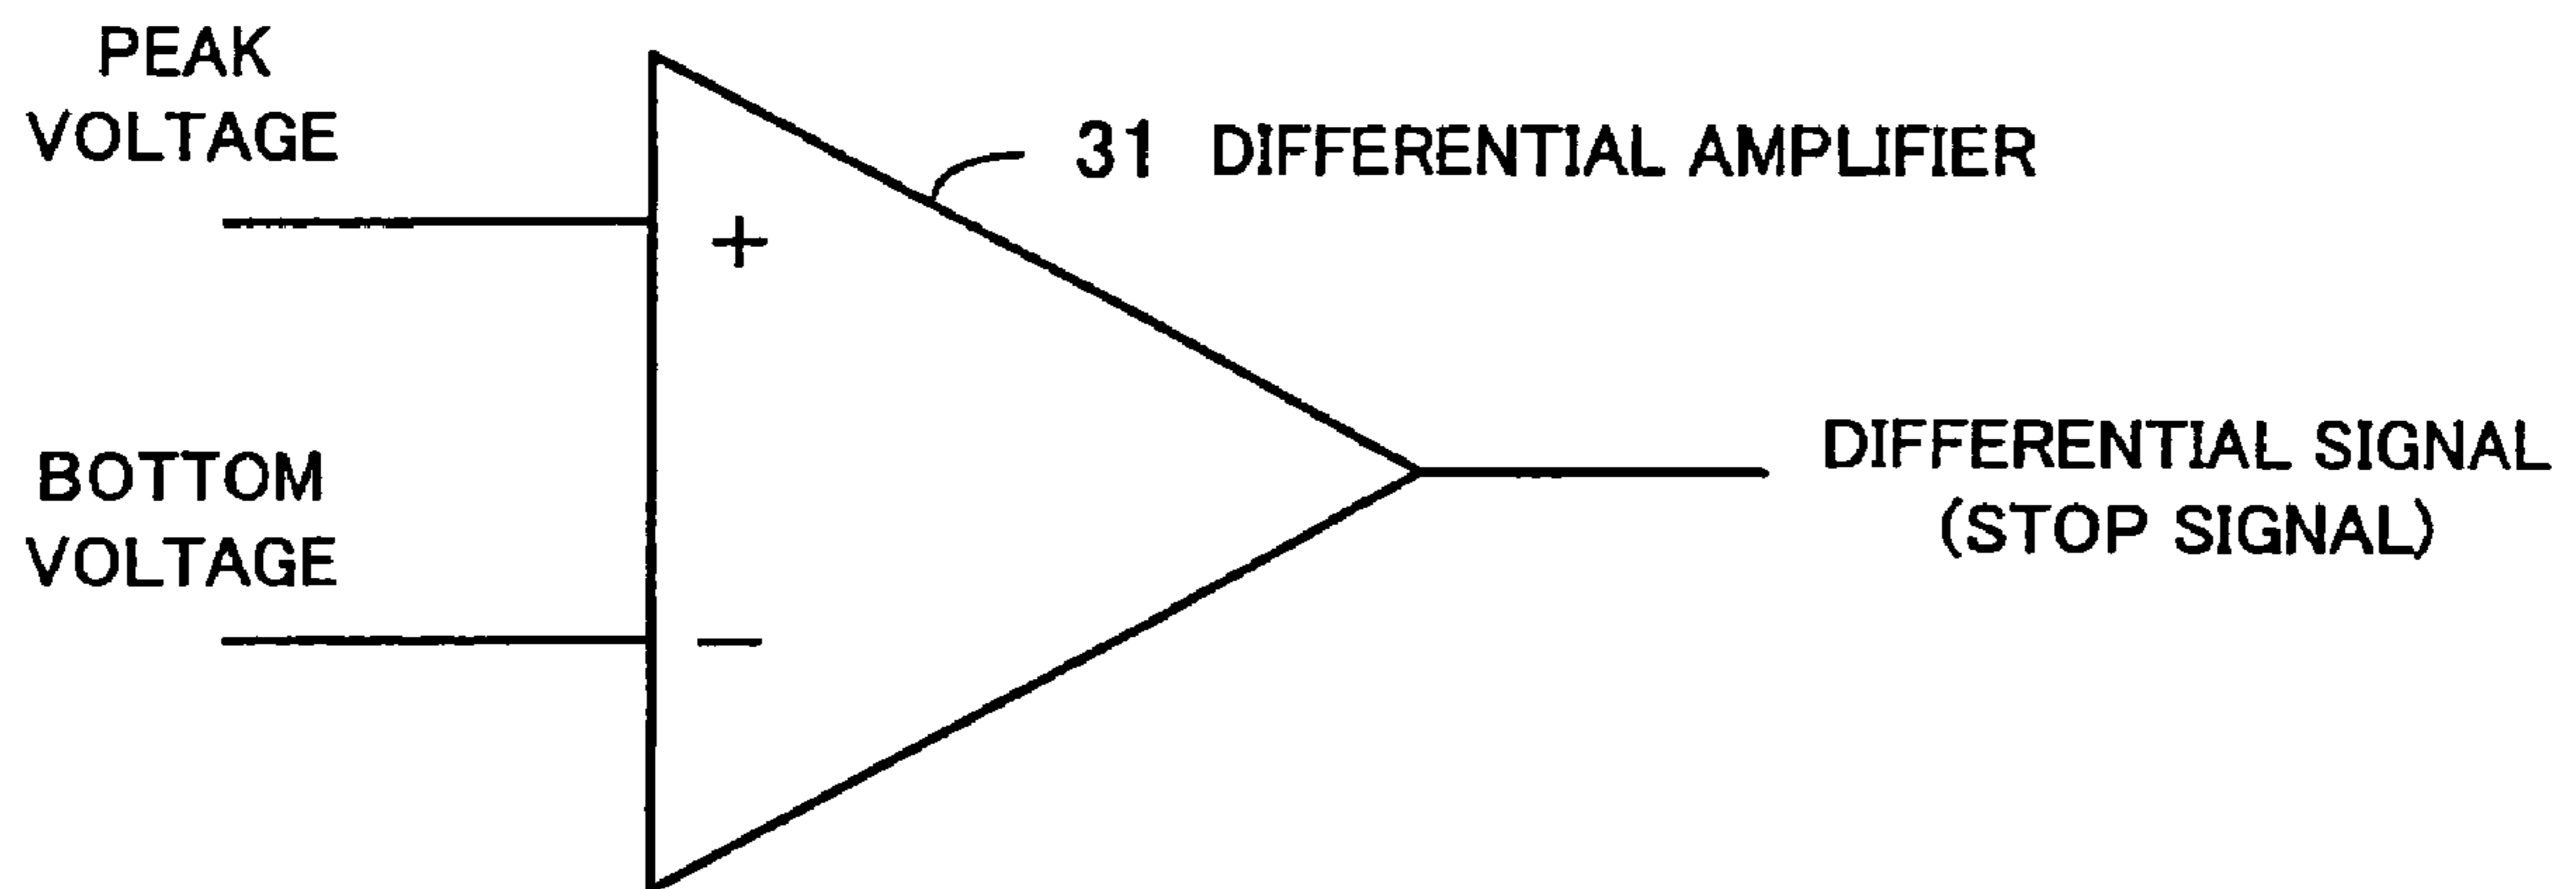 PEAK
VOLTAGE
31 DIFFERENTIAL AMPLIFIER
+
BOTTOM
VOLTAGE
−
DIFFERENTIAL SIGNAL
(STOP SIGNAL)